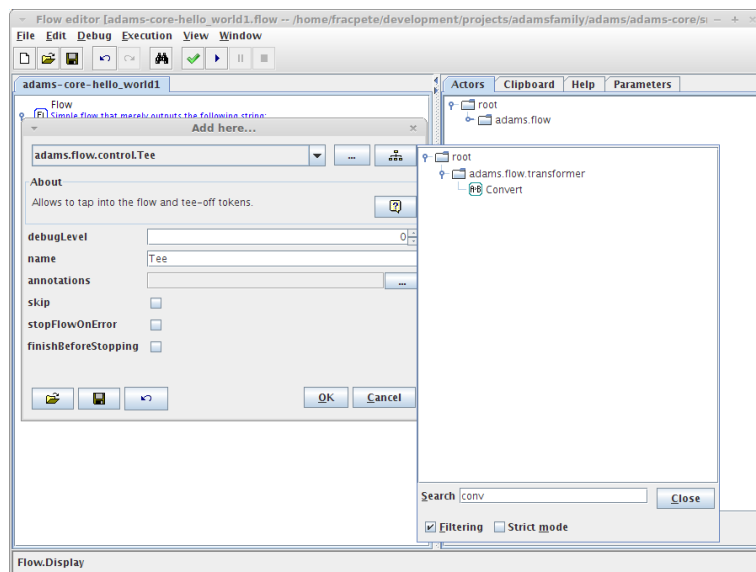 Flow editor [adams-core-hello_world1.flow -- /home/fracpete/development/projects/adamsfamily/adams/adams-core/s
File Edit Debug Execution View Window
adams-core-hello_world1
Actors Clipboard Help Parameters
Flow
Simple flow that merely outputs the following string:
root
adams.flow
Add here...
adams.flow.control.Tee
...
root
adams.flow.transformer
Convert
About
Allows to tap into the flow and tee-off tokens.
debugLevel 0
name Tee
annotations ...
skip
stopFlowOnError
finishBeforeStopping
OK Cancel
Search conv Close
Filtering Strict mode
Flow.Display